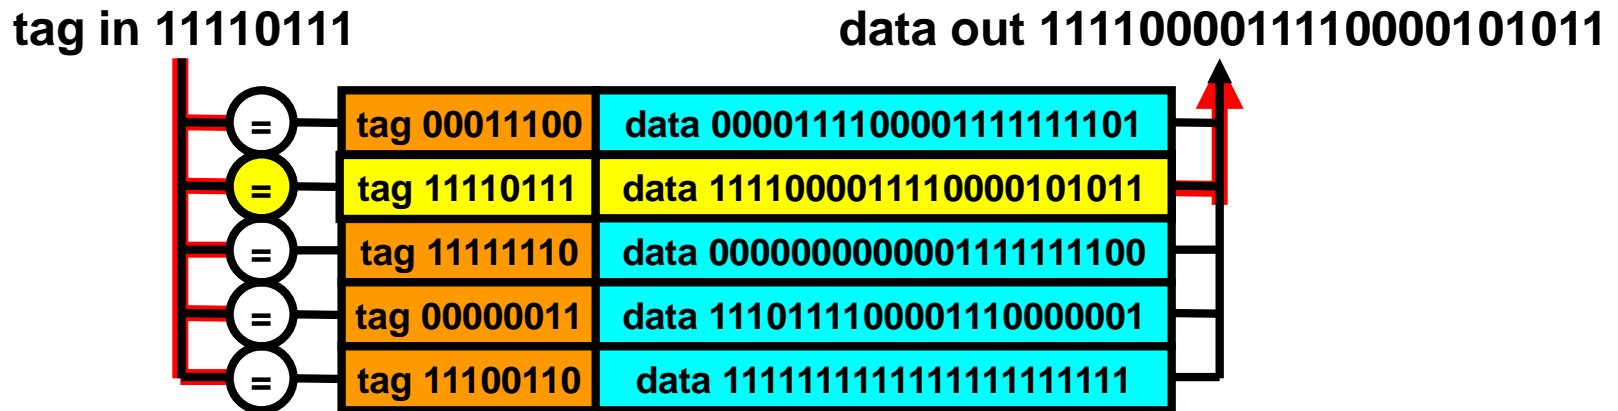 tag in 11110111 data out 1111000011110000101011
= tag 00011100 data 0000111100001111111101
= tag 11110111 data 1111000011110000101011
= tag 11111110 data 0000000000001111111100
= tag 00000011 data 1110111100001110000001
= tag 11100110 data 1111111111111111111111